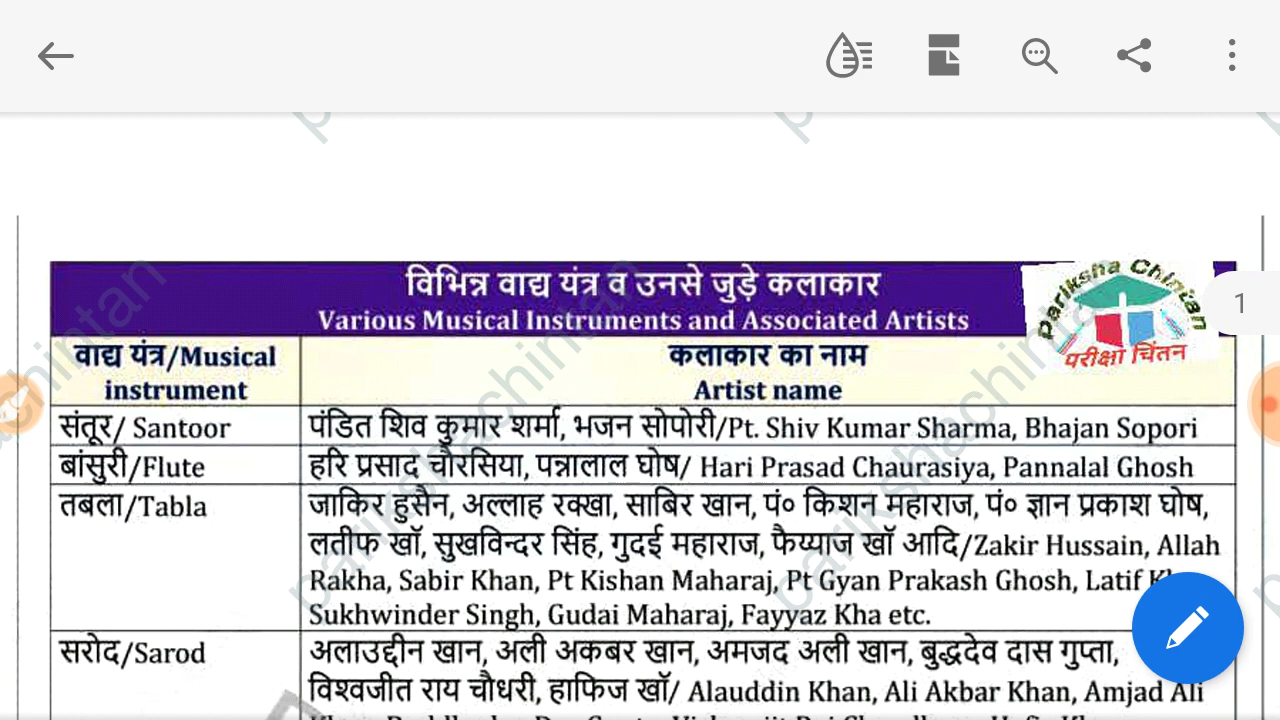 1
विभिन्न वाद्य यंत्र व उनसे जुड़े कलाकार
Various Musical Instruments and Associated Artists
Pariksha Chintan
परीक्षा चिंतन
वाद्य यंत्र/Musical instrument
कलाकार का नाम
Artist name
संतूर/ Santoor
पंडित शिव कुमार शर्मा, भजन सोपोरी/Pt. Shiv Kumar Sharma, Bhajan Sopori
बांसुरी/Flute
हरि प्रसाद चौरसिया, पन्नालाल घोष/ Hari Prasad Chaurasiya, Pannalal Ghosh
तबला/Tabla
जाकिर हुसैन, अल्लाह रक्खा, साबिर खान, पं० किशन महाराज, पं० ज्ञान प्रकाश घोष,
लतीफ खॉ, सुखविन्दर सिंह, गुदई महाराज, फैय्याज खॉ आदि/Zakir Hussain, Allah
Rakha, Sabir Khan, Pt Kishan Maharaj, Pt Gyan Prakash Ghosh, Latif
Sukhwinder Singh, Gudai Maharaj, Fayyaz Kha etc.
सरोद/Sarod
अलाउद्दीन खान, अली अकबर खान, अमजद अली खान, बुद्धदेव दास गुप्ता,
विश्वजीत राय चौधरी, हाफिज खॉ/ Alauddin Khan, Ali Akbar Khan, Amjad Ali
parikshachintan
parikshachintan